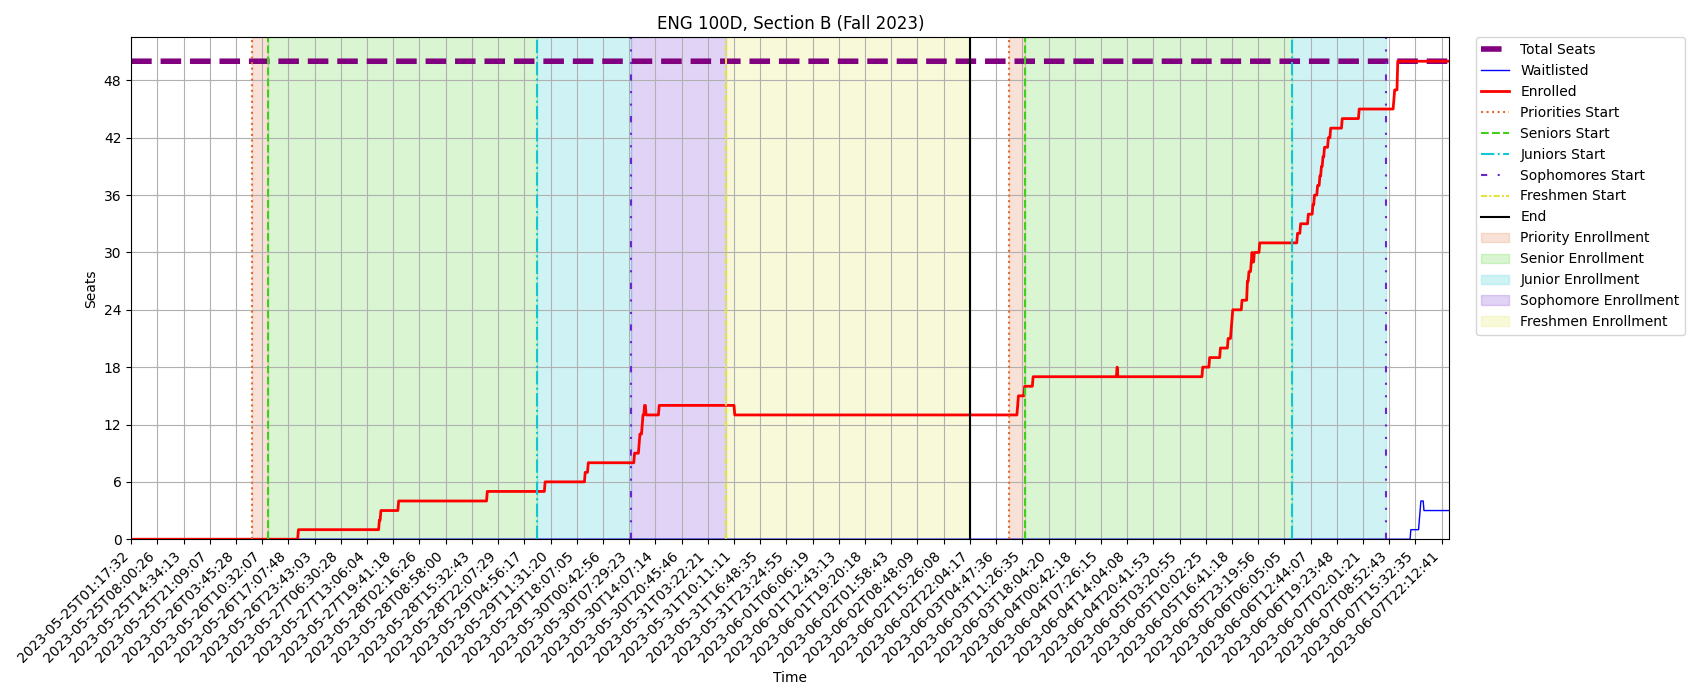 ENG 100D, Section B (Fall 2023)
Seats
48
42
36
30
24
18
12
6
0
2023-05-25T01:17:32
2023-05-25T08:00:26
2023-05-25T14:34:13
2023-05-25T21:09:07
2023-05-26T03:45:28
2023-05-26T10:32:07
2023-05-26T17:07:48
2023-05-26T23:43:03
2023-05-27T06:30:28
2023-05-27T13:06:04
2023-05-27T19:41:18
2023-05-28T02:16:26
2023-05-28T08:58:00
2023-05-28T15:32:43
2023-05-28T22:07:29
2023-05-29T04:56:17
2023-05-29T11:31:20
2023-05-29T18:07:05
2023-05-30T00:42:56
2023-05-30T07:29:23
2023-05-30T14:07:14
2023-05-30T20:45:46
2023-05-31T03:22:21
2023-05-31T10:11:11
2023-05-31T16:48:35
2023-05-31T23:24:55
2023-06-01T06:06:19
2023-06-01T12:43:13
2023-06-01T19:20:18
2023-06-02T01:58:43
2023-06-02T08:48:09
2023-06-02T15:26:08
2023-06-02T22:04:17
2023-06-03T04:47:36
2023-06-03T11:26:35
2023-06-03T18:04:20
2023-06-04T00:42:18
2023-06-04T07:26:15
2023-06-04T14:04:08
2023-06-04T20:41:53
2023-06-05T03:20:55
2023-06-05T10:02:25
2023-06-05T16:41:18
2023-06-05T23:19:56
2023-06-06T06:05:05
2023-06-06T12:44:07
2023-06-06T19:23:48
2023-06-07T02:01:21
2023-06-07T08:52:43
2023-06-07T15:32:35
2023-06-07T22:12:41
Time
Total Seats
Waitlisted
Enrolled
Priorities Start
Seniors Start
Juniors Start
Sophomores Start
Freshmen Start
End
Priority Enrollment
Senior Enrollment
Junior Enrollment
Sophomore Enrollment
Freshmen Enrollment